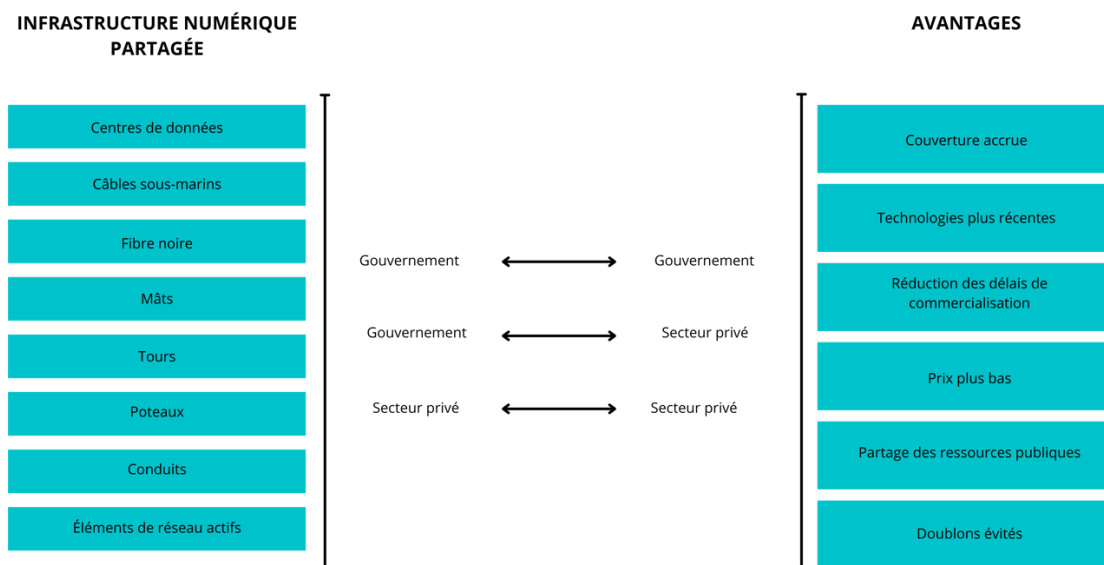 INFRASTRUCTURE NUMÉRIQUE
PARTAGÉE
Centres de données
Câbles sous-marins
Fibre noire
Mâts
Tours
Poteaux
Conduits
Éléments de réseau actifs
Gouvernement
Gouvernement
Gouvernement
Secteur privé
Secteur privé
Secteur privé
AVANTAGES
Couverture accrue
Technologies plus récentes
Réduction des délais de
commercialisation
Prix plus bas
Partage des ressources publiques
Doublons évités